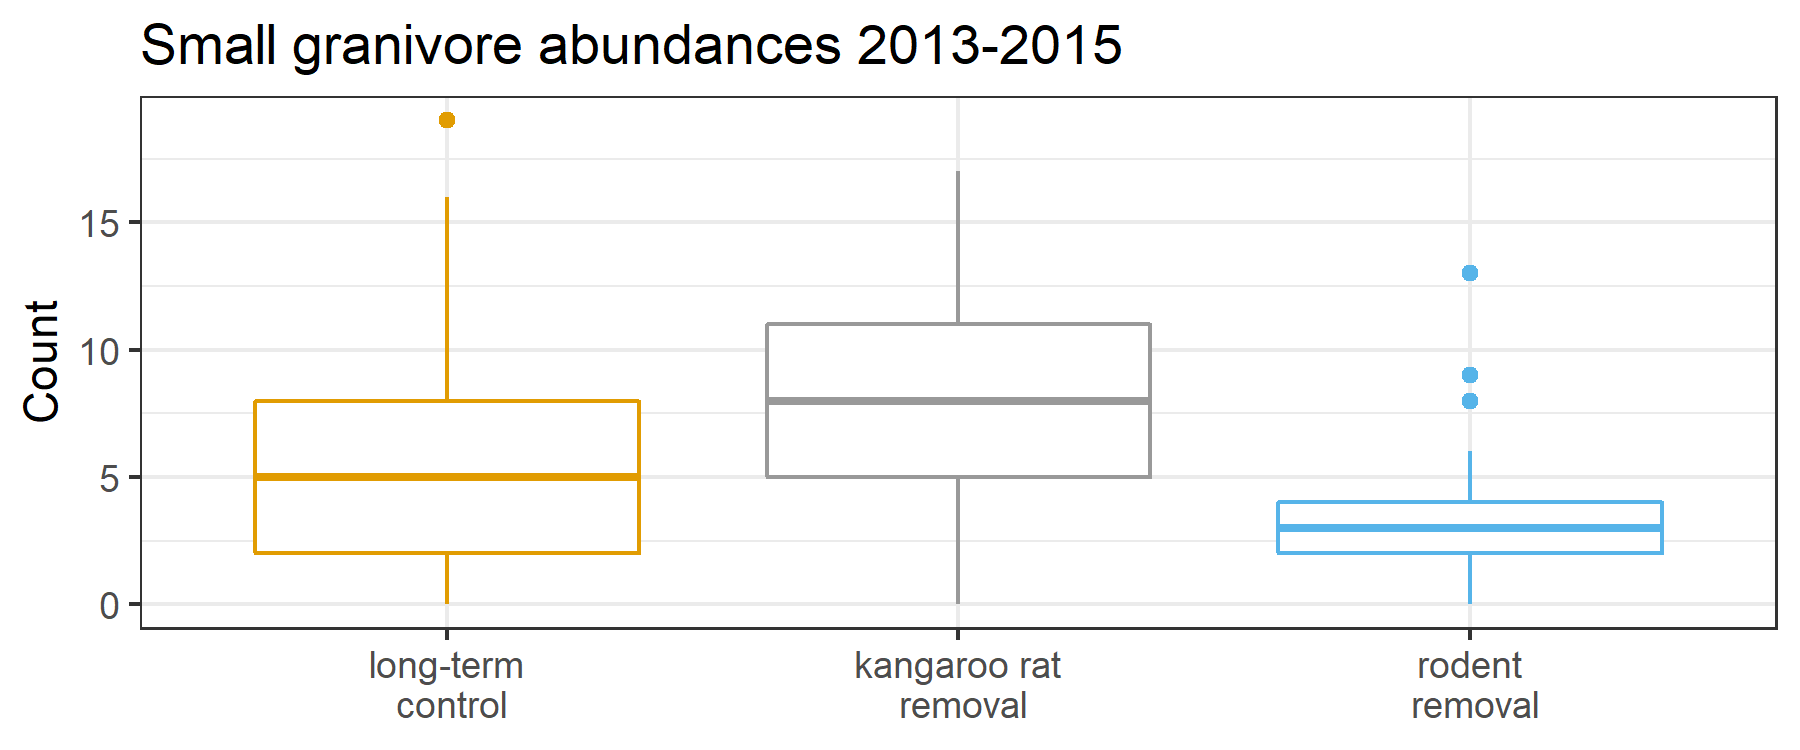 Small granivore abundances 2013-2015
Count
15
10
5
0
long-term
control
kangaroo rat
removal
rodent
removal